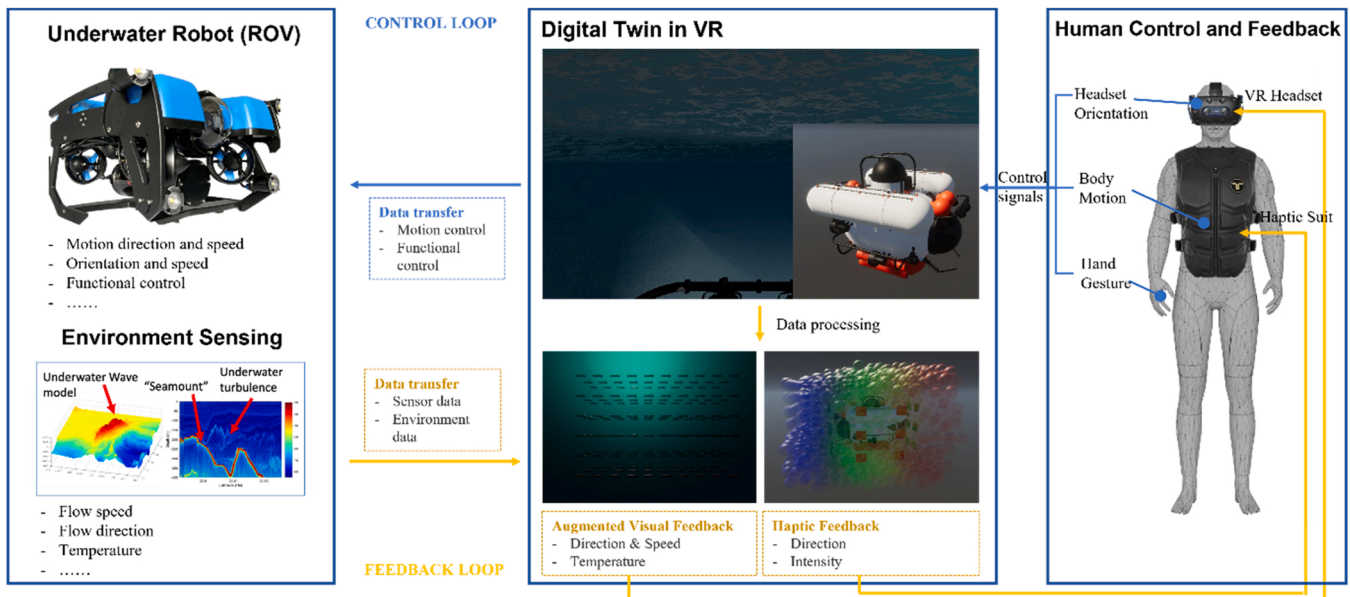 Underwater Robot (ROV)
- Motion direction and speed
- Orientation and speed
- Functional control
- ……
Environment Sensing
Underwater Wave
model
“Seamount”
Underwater
turbulence
- Flow speed
- Flow direction
- Temperature
- ……
CONTROL LOOP
Data transfer
- Motion control
- Functional
control
Data transfer
- Sensor data
- Environment
data
FEEDBACK LOOP
Digital Twin in VR
Data processing
Augmented Visual Feedback
- Direction & Speed
- Temperature
Haptic Feedback
- Direction
- Intensity
Control
signals
Human Control and Feedback
Headset
Orientation
VR Headset
Body
Motion
Haptic Suit
Hand
Gesture